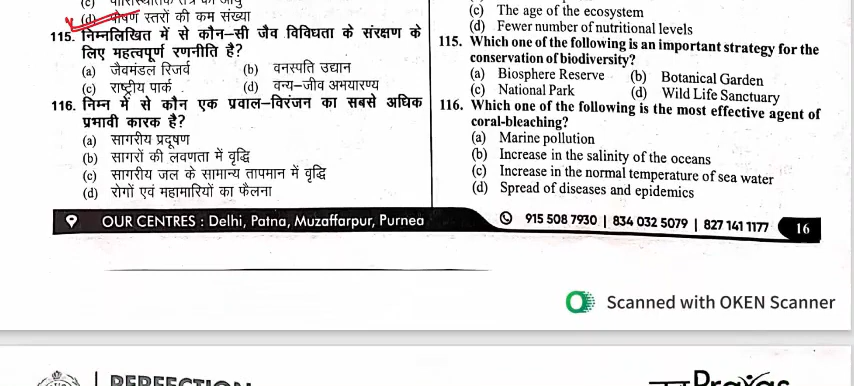 (c) पारिस्थितिक तंत्र की आयु
(d) पोषण स्तरों की कम संख्या
115. निम्नलिखित में से कौन-सी जैव विविधता के संरक्षण के
लिए महत्वपूर्ण रणनीति है?
(a) जैवमंडल रिजर्व (b) वनस्पति उद्यान
(c) राष्ट्रीय पार्क (d) वन्य-जीव अभयारण्य
116. निम्न में से कौन एक प्रवाल-विरंजन का सबसे अधिक
प्रभावी कारक है?
(a) सागरीय प्रदूषण
(b) सागरों की लवणता में वृद्धि
(c) सागरीय जल के सामान्य तापमान में वृद्धि
(d) रोगों एवं महामारियों का फैलना
(c) The age of the ecosystem
(d) Fewer number of nutritional levels
115. Which one of the following is an important strategy for the
conservation of biodiversity?
(a) Biosphere Reserve (b) Botanical Garden
(c) National Park (d) Wild Life Sanctuary
116. Which one of the following is the most effective agent of
coral-bleaching?
(a) Marine pollution
(b) Increase in the salinity of the oceans
(c) Increase in the normal temperature of sea water
(d) Spread of diseases and epidemics
OUR CENTRES : Delhi, Patna, Muzaffarpur, Purnea 915 508 7930 | 834 032 5079 | 827 141 1177 16
Scanned with OKEN Scanner
PERFECTION